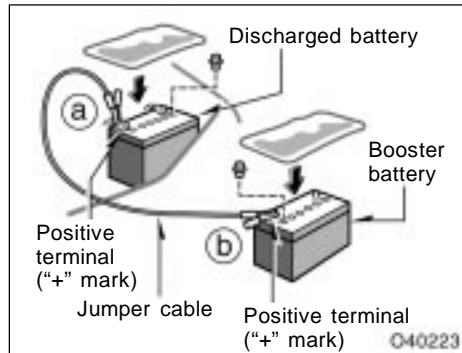 Discharged battery
a
Booster
battery
Positive
terminal
(“+” mark)
b
Jumper cable
Positive terminal
(“+” mark)
O40223